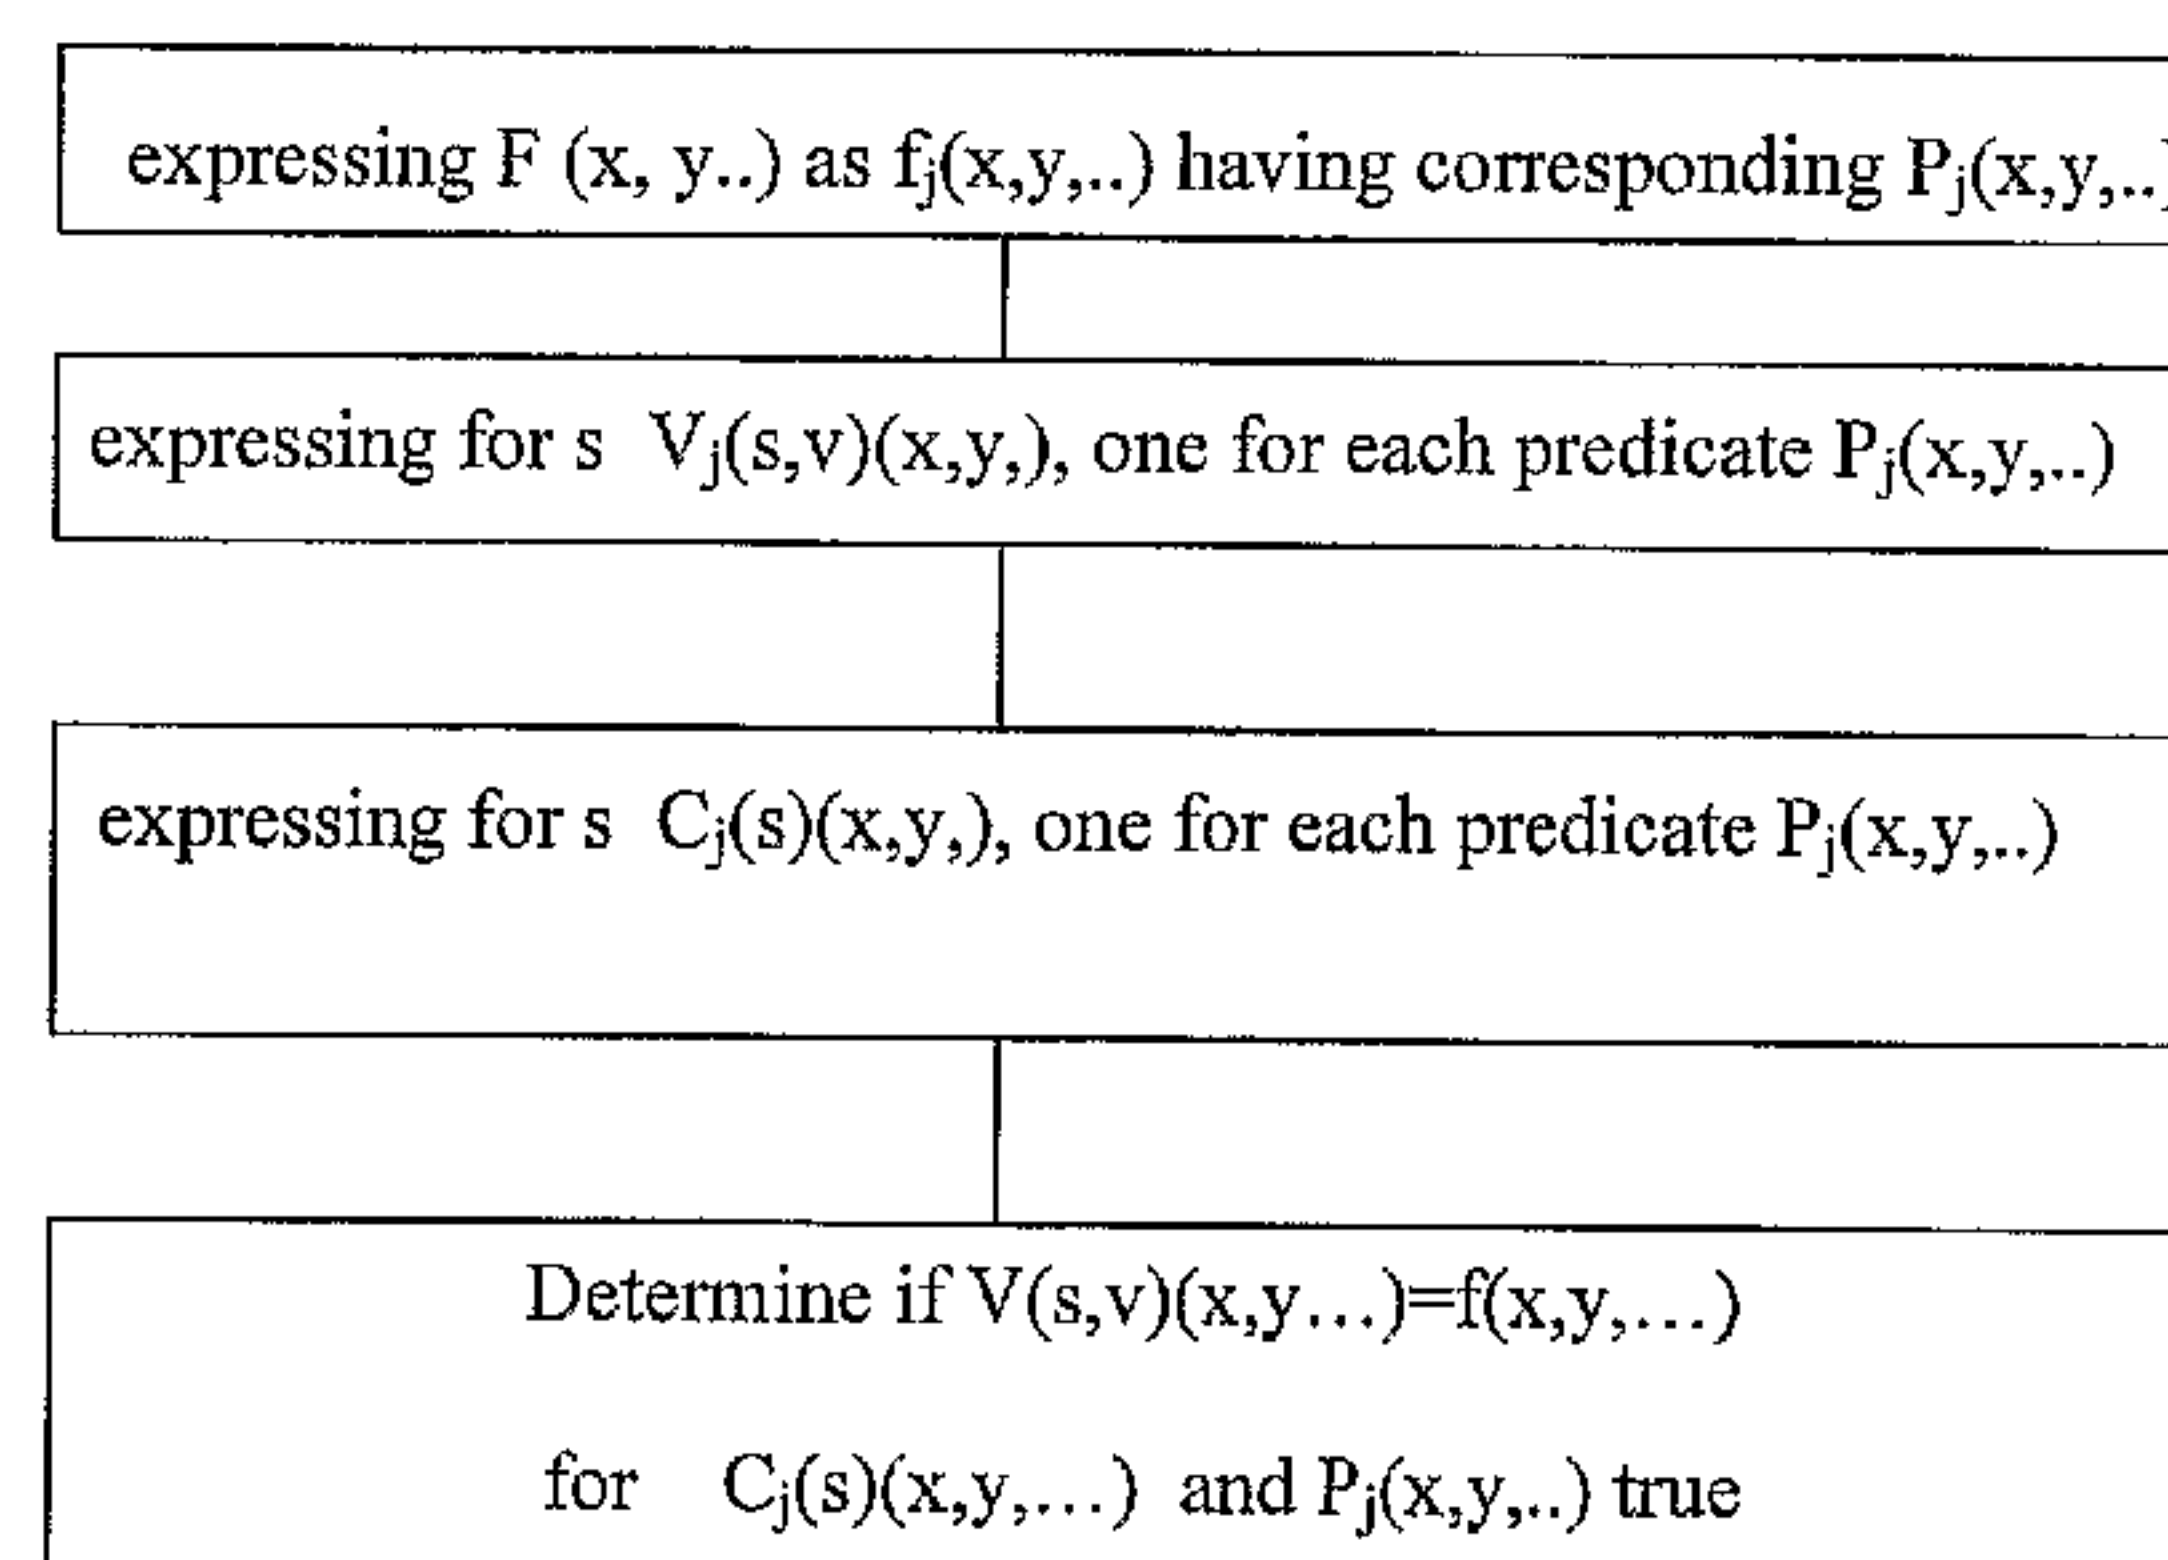 expressing F (x, y..) as fj(x,y,..) having corresponding Pj(x,y,..)
expressing for s Vj(s,v)(x,y,), one for each predicate Pj(x,y,..)
expressing for s Cj(s)(x,y,), one for each predicate Pj(x,y,..)
Determine if V(s,v)(x,y...)=f(x,y,...)
for Cj(s)(x,y,...) and Pj(x,y,..) true